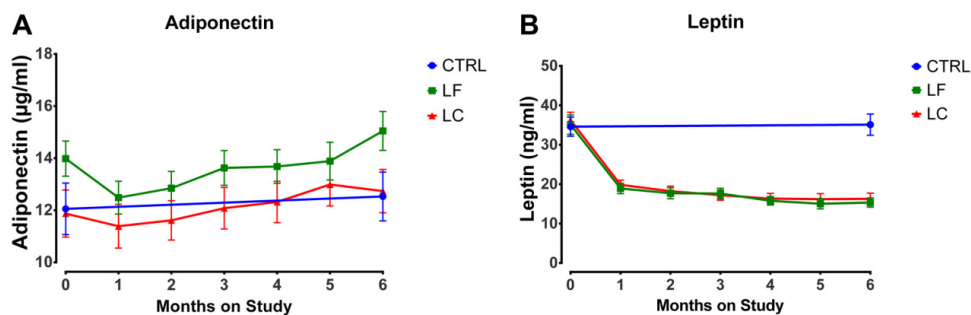 A
Adiponectin
Adiponectin (µg/ml)
18
16
14
12
10
0 1 2 3 4 5 6
Months on Study
CTRL
LF
LC
B
Leptin
Leptin (ng/ml)
50
40
30
20
10
0
0 1 2 3 4 5 6
Months on Study
CTRL
LF
LC